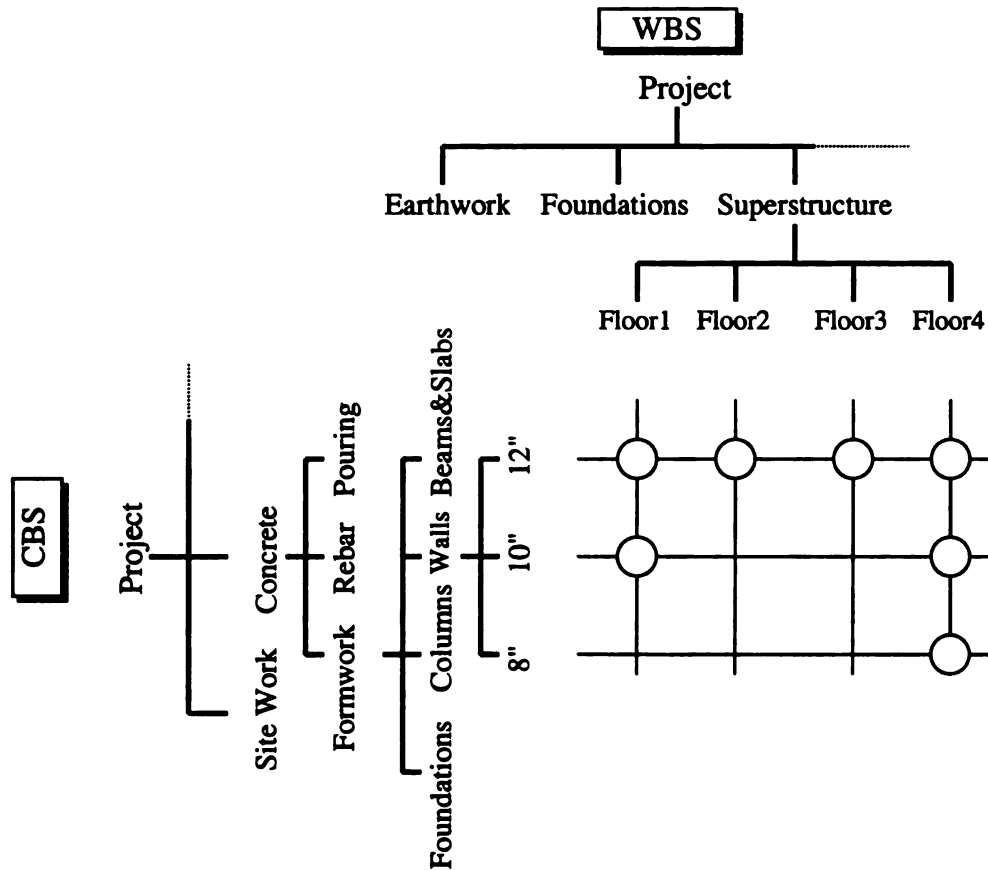 WBS
Project
Earthwork
Foundations
Superstructure
Floor1
Floor2
Floor3
Floor4
CBS
Project
Site Work
Concrete
Formwork
Rebar
Pouring
Foundations
Columns
Walls
Beams&Slabs
8"
10"
12"